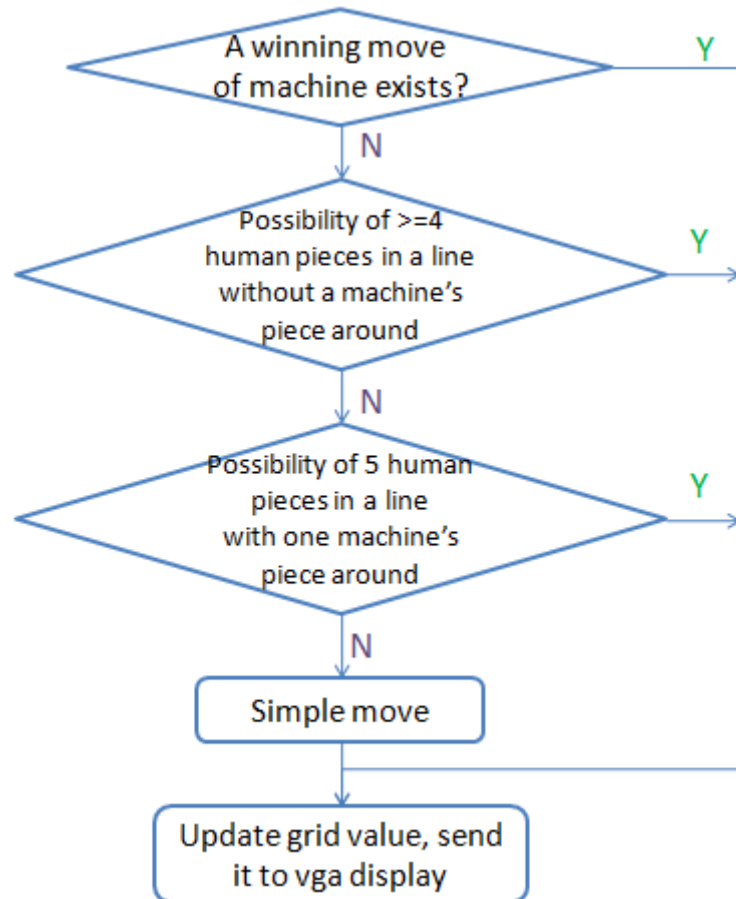 A winning move
of machine exists?
Y
N
Possibility of >=4
human pieces in a line
without a machine's
piece around
Y
N
Possibility of 5 human
pieces in a line
with one machine's
piece around
Y
N
Simple move
Update grid value, send
it to vga display